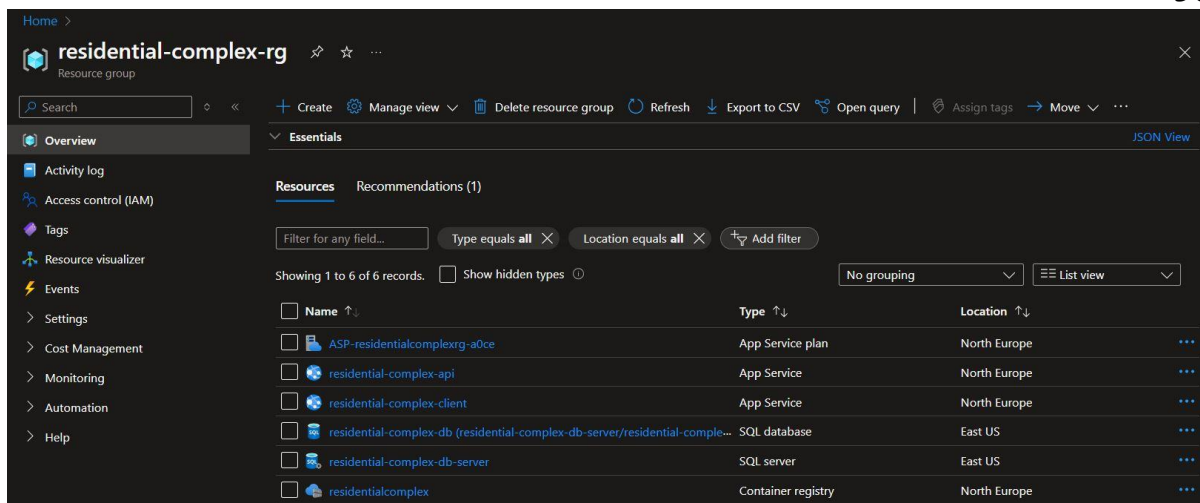 Home >
residential-complex-rg
Resource group
Search
+ Create Manage view Delete resource group Refresh Export to CSV Open query | Assign tags Move ...
Overview
Essentials
JSON View
Activity log
Access control (IAM)
Resources Recommendations (1)
Tags
Filter for any field... Type equals all Location equals all Add filter
Resource visualizer
Showing 1 to 6 of 6 records. Show hidden types No grouping List view
Events
Settings
Name Type Location
Cost Management
ASP-residentialcomplexrg-a0ce App Service plan North Europe
Monitoring
residential-complex-api App Service North Europe
Automation
residential-complex-client App Service North Europe
Help
residential-complex-db (residential-complex-db-server/residential-comple... SQL database East US
residential-complex-db-server SQL server East US
residentialcomplex Container registry North Europe